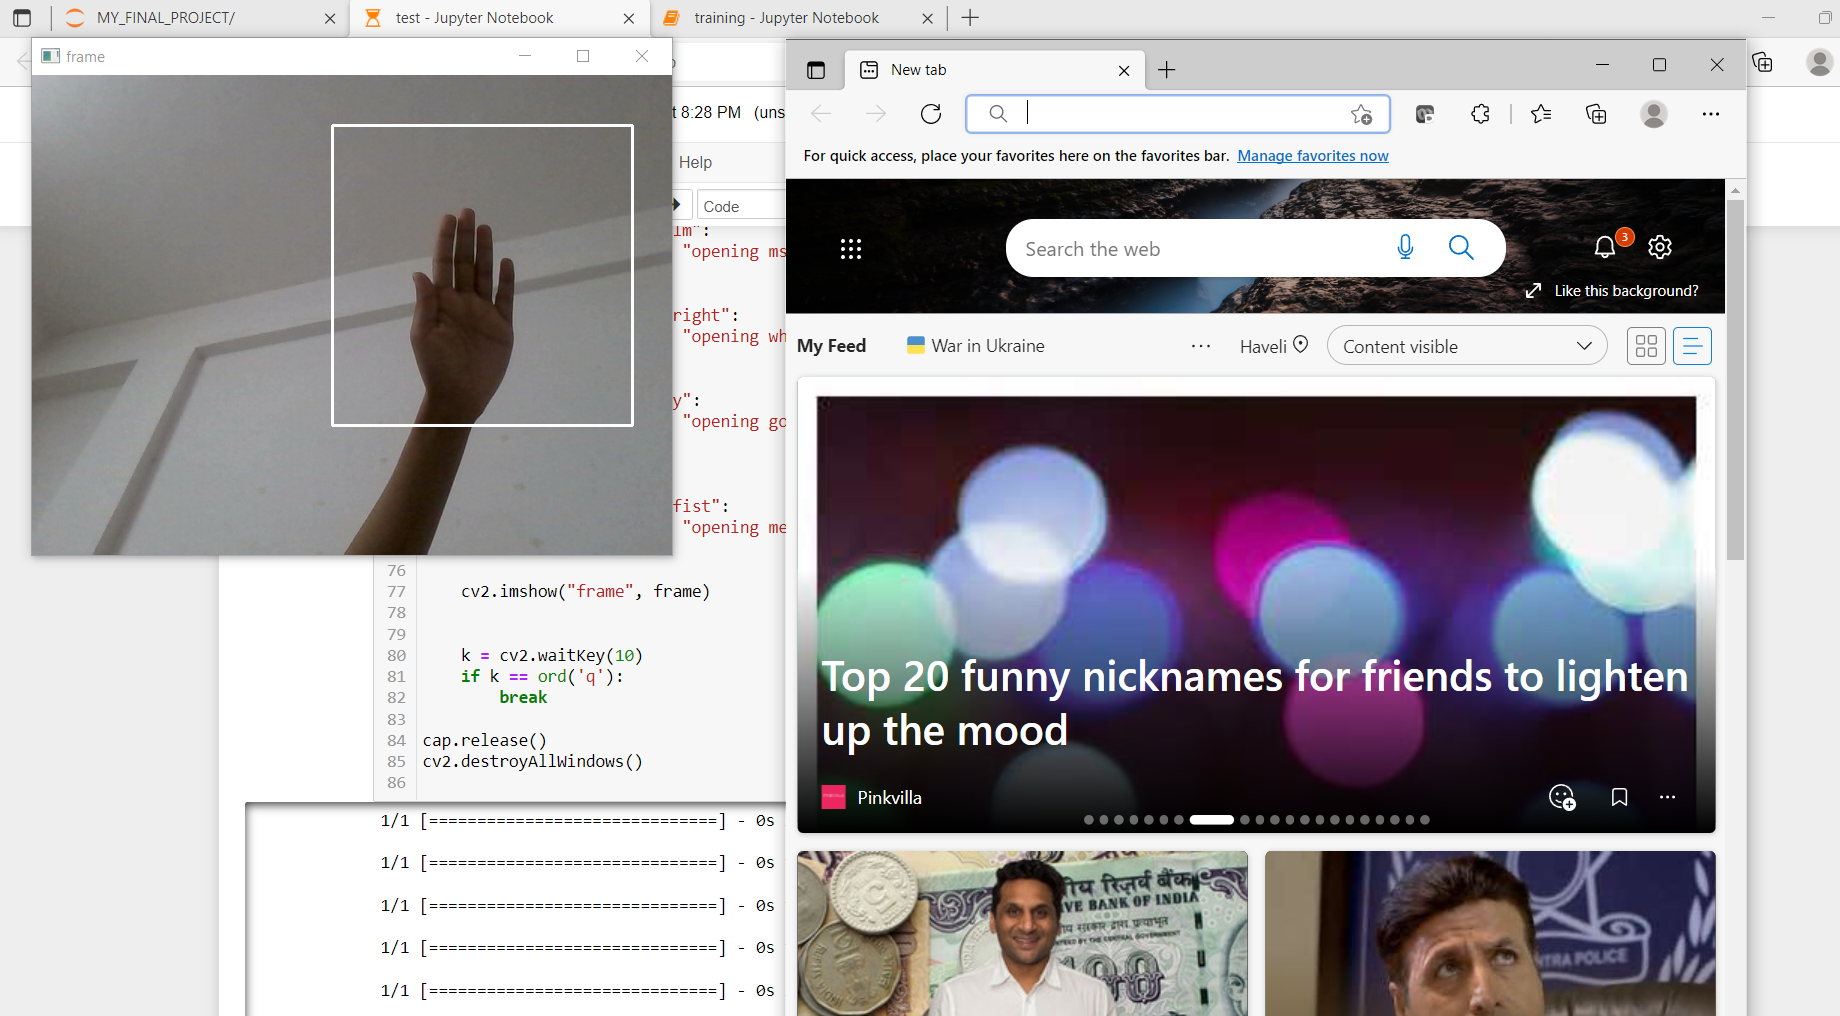 MY_FINAL_PROJECT/
test - Jupyter Notebook
training - Jupyter Notebook
frame
t 8:28 PM (uns
Help
Code
lm":
"opening ms
right":
"opening wh
y":
"opening go
fist":
"opening me
76
77 cv2.imshow("frame", frame)
78
79
80 k = cv2.waitKey(10)
81 if k == ord('q'):
82 break
83
84 cap.release()
85 cv2.destroyAllWindows()
86
1/1 [==============================] - 0s
1/1 [==============================] - 0s
1/1 [==============================] - 0s
1/1 [==============================] - 0s
1/1 [==============================] - 0s
New tab
For quick access, place your favorites here on the favorites bar. Manage favorites now
Search the web
3
Like this background?
My Feed
War in Ukraine
Haveli
Content visible
Top 20 funny nicknames for friends to lighten
up the mood
Pinkvilla
ीय रिज़र्व बैंक
VE BANK OF INDIA
100
TRA POLICE